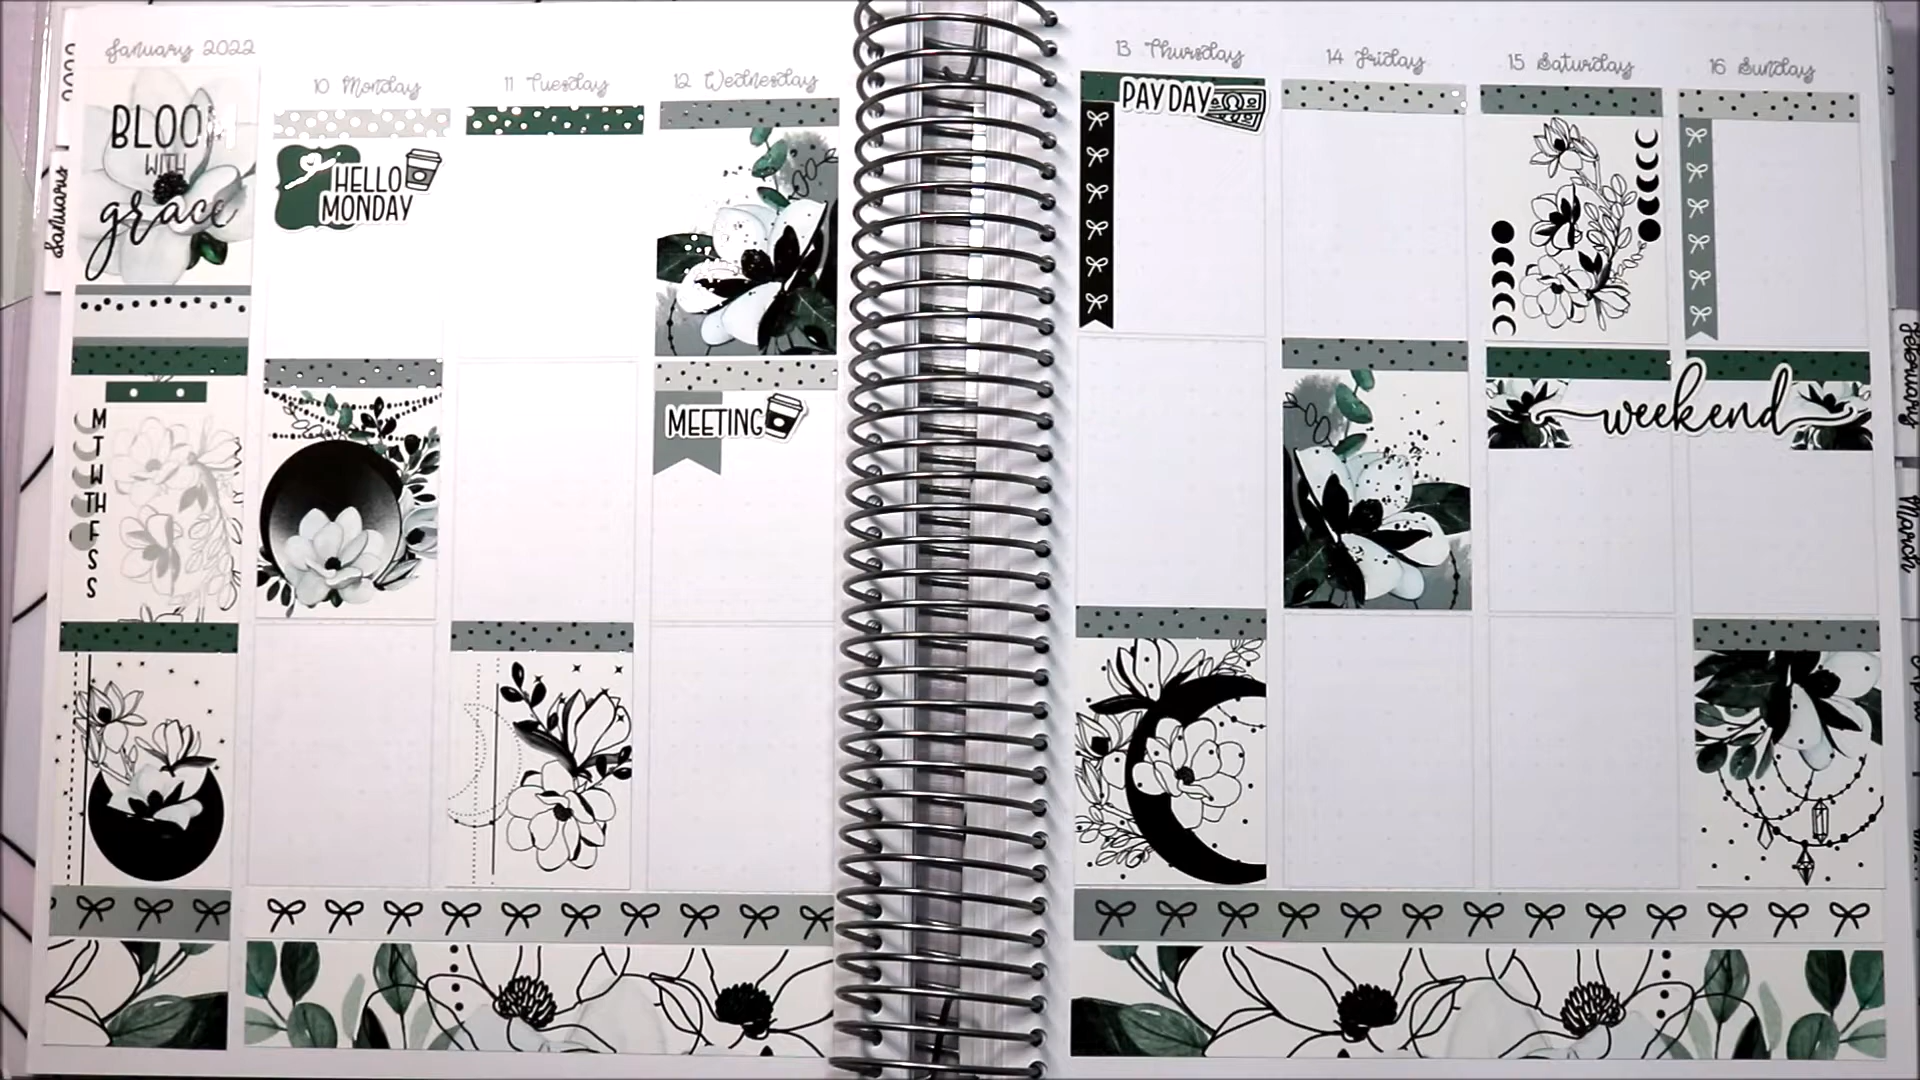 January 2022
BLOOM
WITH
grace
January
M
T
W
TH
F
S
S
10 Monday
HELLO
MONDAY
11 Tuesday
12 Wednesday
MEETING
13 Thursday
PAY DAY
14 Friday
15 Saturday
weekend
16 Sunday
February
March